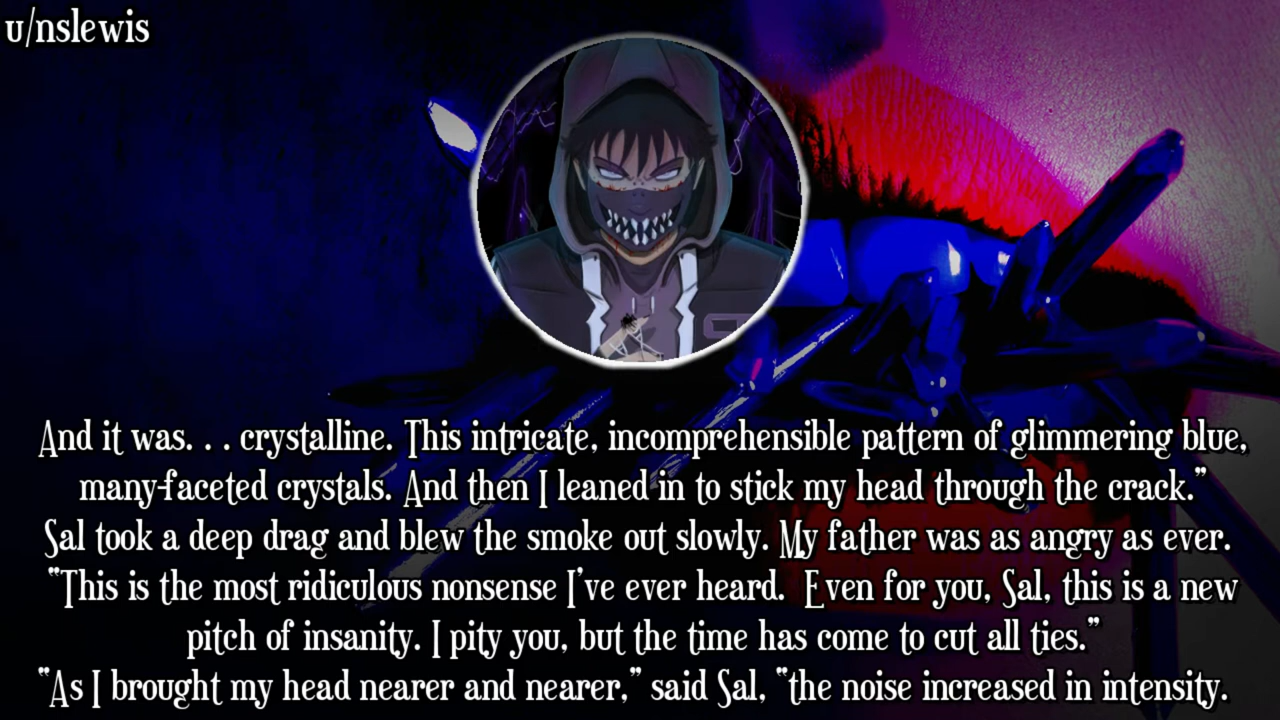 u/nslewis
And it was. . . crystalline. This intricate, incomprehensible pattern of glimmering blue,
many-faceted crystals. And then I leaned in to stick my head through the crack.”
Sal took a deep drag and blew the smoke out slowly. My father was as angry as ever.
“This is the most ridiculous nonsense I’ve ever heard. Even for you, Sal, this is a new
pitch of insanity. I pity you, but the time has come to cut all ties.”
“As I brought my head nearer and nearer,” said Sal, “the noise increased in intensity.